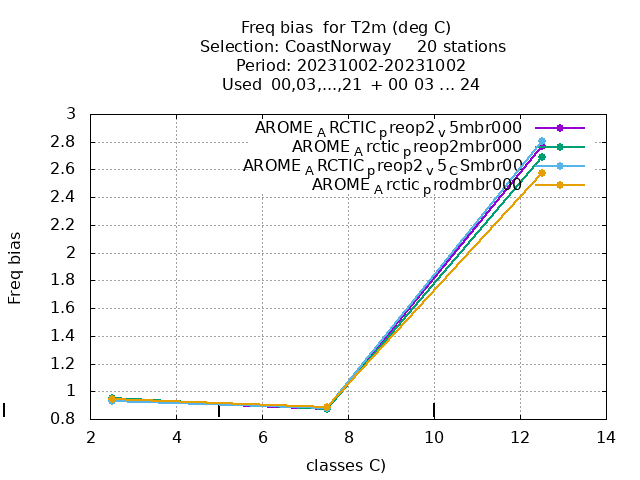 Freq bias for T2m (deg C)
Selection: CoastNorway 20 stations
Period: 20231002-20231002
Used 00,03,...,21 + 00 03 ... 24
AROME_ARCTIC_preop2_v5mbr000
AROME_Arctic_preop2mbr000
AROME_ARCTIC_preop2_v5_CSmbr00
AROME_Arctic_prodmbr000
3
2.8
2.6
2.4
2.2
2
1.8
1.6
1.4
1.2
1
0.8
Freq bias
2 4 6 8 10 12 14
classes C)